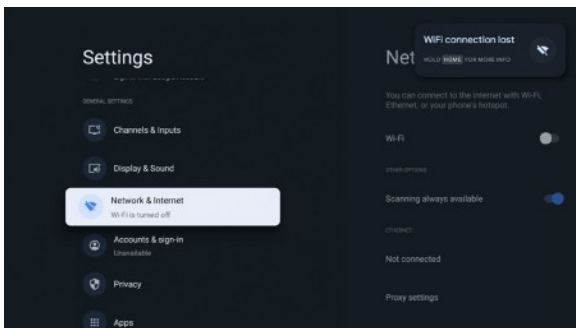 Settings
GENERAL SETTINGS
Channels & Inputs
Display & Sound
Network & Internet
Wi-Fi is turned off
Accounts & sign-in
Unavailable
Privacy
Apps
Net
WiFi connection lost
HOLD HOME FOR MORE INFO
You can connect to the internet with Wi-Fi,
Ethernet, or your phone's hotspot.
Wi-Fi
OTHER OPTIONS
Scanning always available
ETHERNET
Not connected
Proxy settings